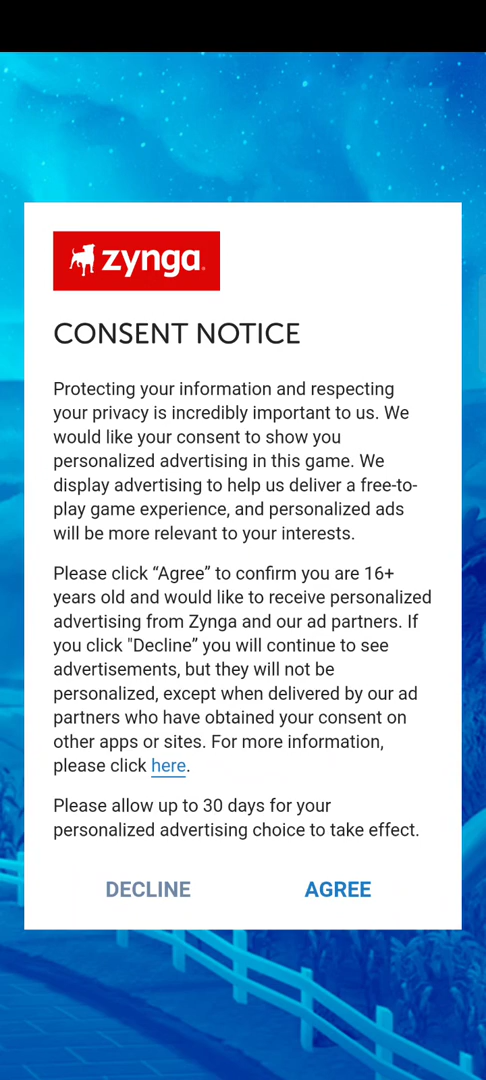 zynga
CONSENT NOTICE
Protecting your information and respecting
your privacy is incredibly important to us. We
would like your consent to show you
personalized advertising in this game. We
display advertising to help us deliver a free-to-
play game experience, and personalized ads
will be more relevant to your interests.
Please click “Agree” to confirm you are 16+
years old and would like to receive personalized
advertising from Zynga and our ad partners. If
you click "Decline” you will continue to see
advertisements, but they will not be
personalized, except when delivered by our ad
partners who have obtained your consent on
other apps or sites. For more information,
please click here.
Please allow up to 30 days for your
personalized advertising choice to take effect.
DECLINE AGREE